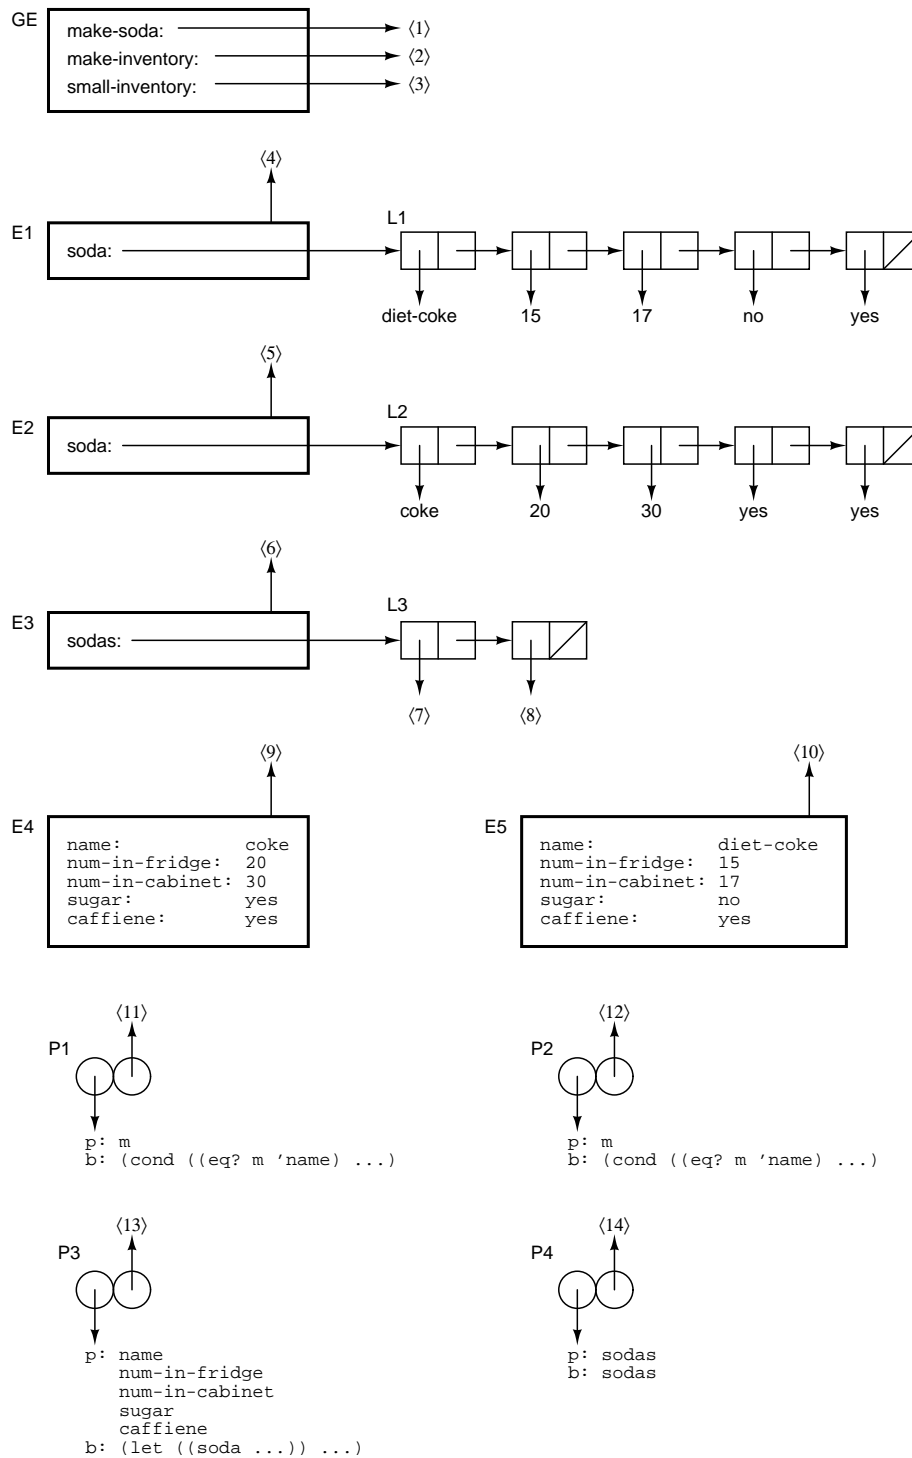 GE
make-soda: ⟨1⟩
make-inventory: ⟨2⟩
small-inventory: ⟨3⟩
⟨4⟩
E1
soda:
L1
diet-coke 15 17 no yes
⟨5⟩
E2
soda:
L2
coke 20 30 yes yes
⟨6⟩
E3
sodas:
L3
⟨7⟩ ⟨8⟩
⟨9⟩
E4
name: coke
num-in-fridge: 20
num-in-cabinet: 30
sugar: yes
caffiene: yes
⟨10⟩
E5
name: diet-coke
num-in-fridge: 15
num-in-cabinet: 17
sugar: no
caffiene: yes
⟨11⟩
P1
p: m
b: (cond ((eq? m ’name) ...)
⟨12⟩
P2
p: m
b: (cond ((eq? m ’name) ...)
⟨13⟩
P3
p: name
num-in-fridge
num-in-cabinet
sugar
caffiene
b: (let ((soda ...)) ...)
⟨14⟩
P4
p: sodas
b: sodas